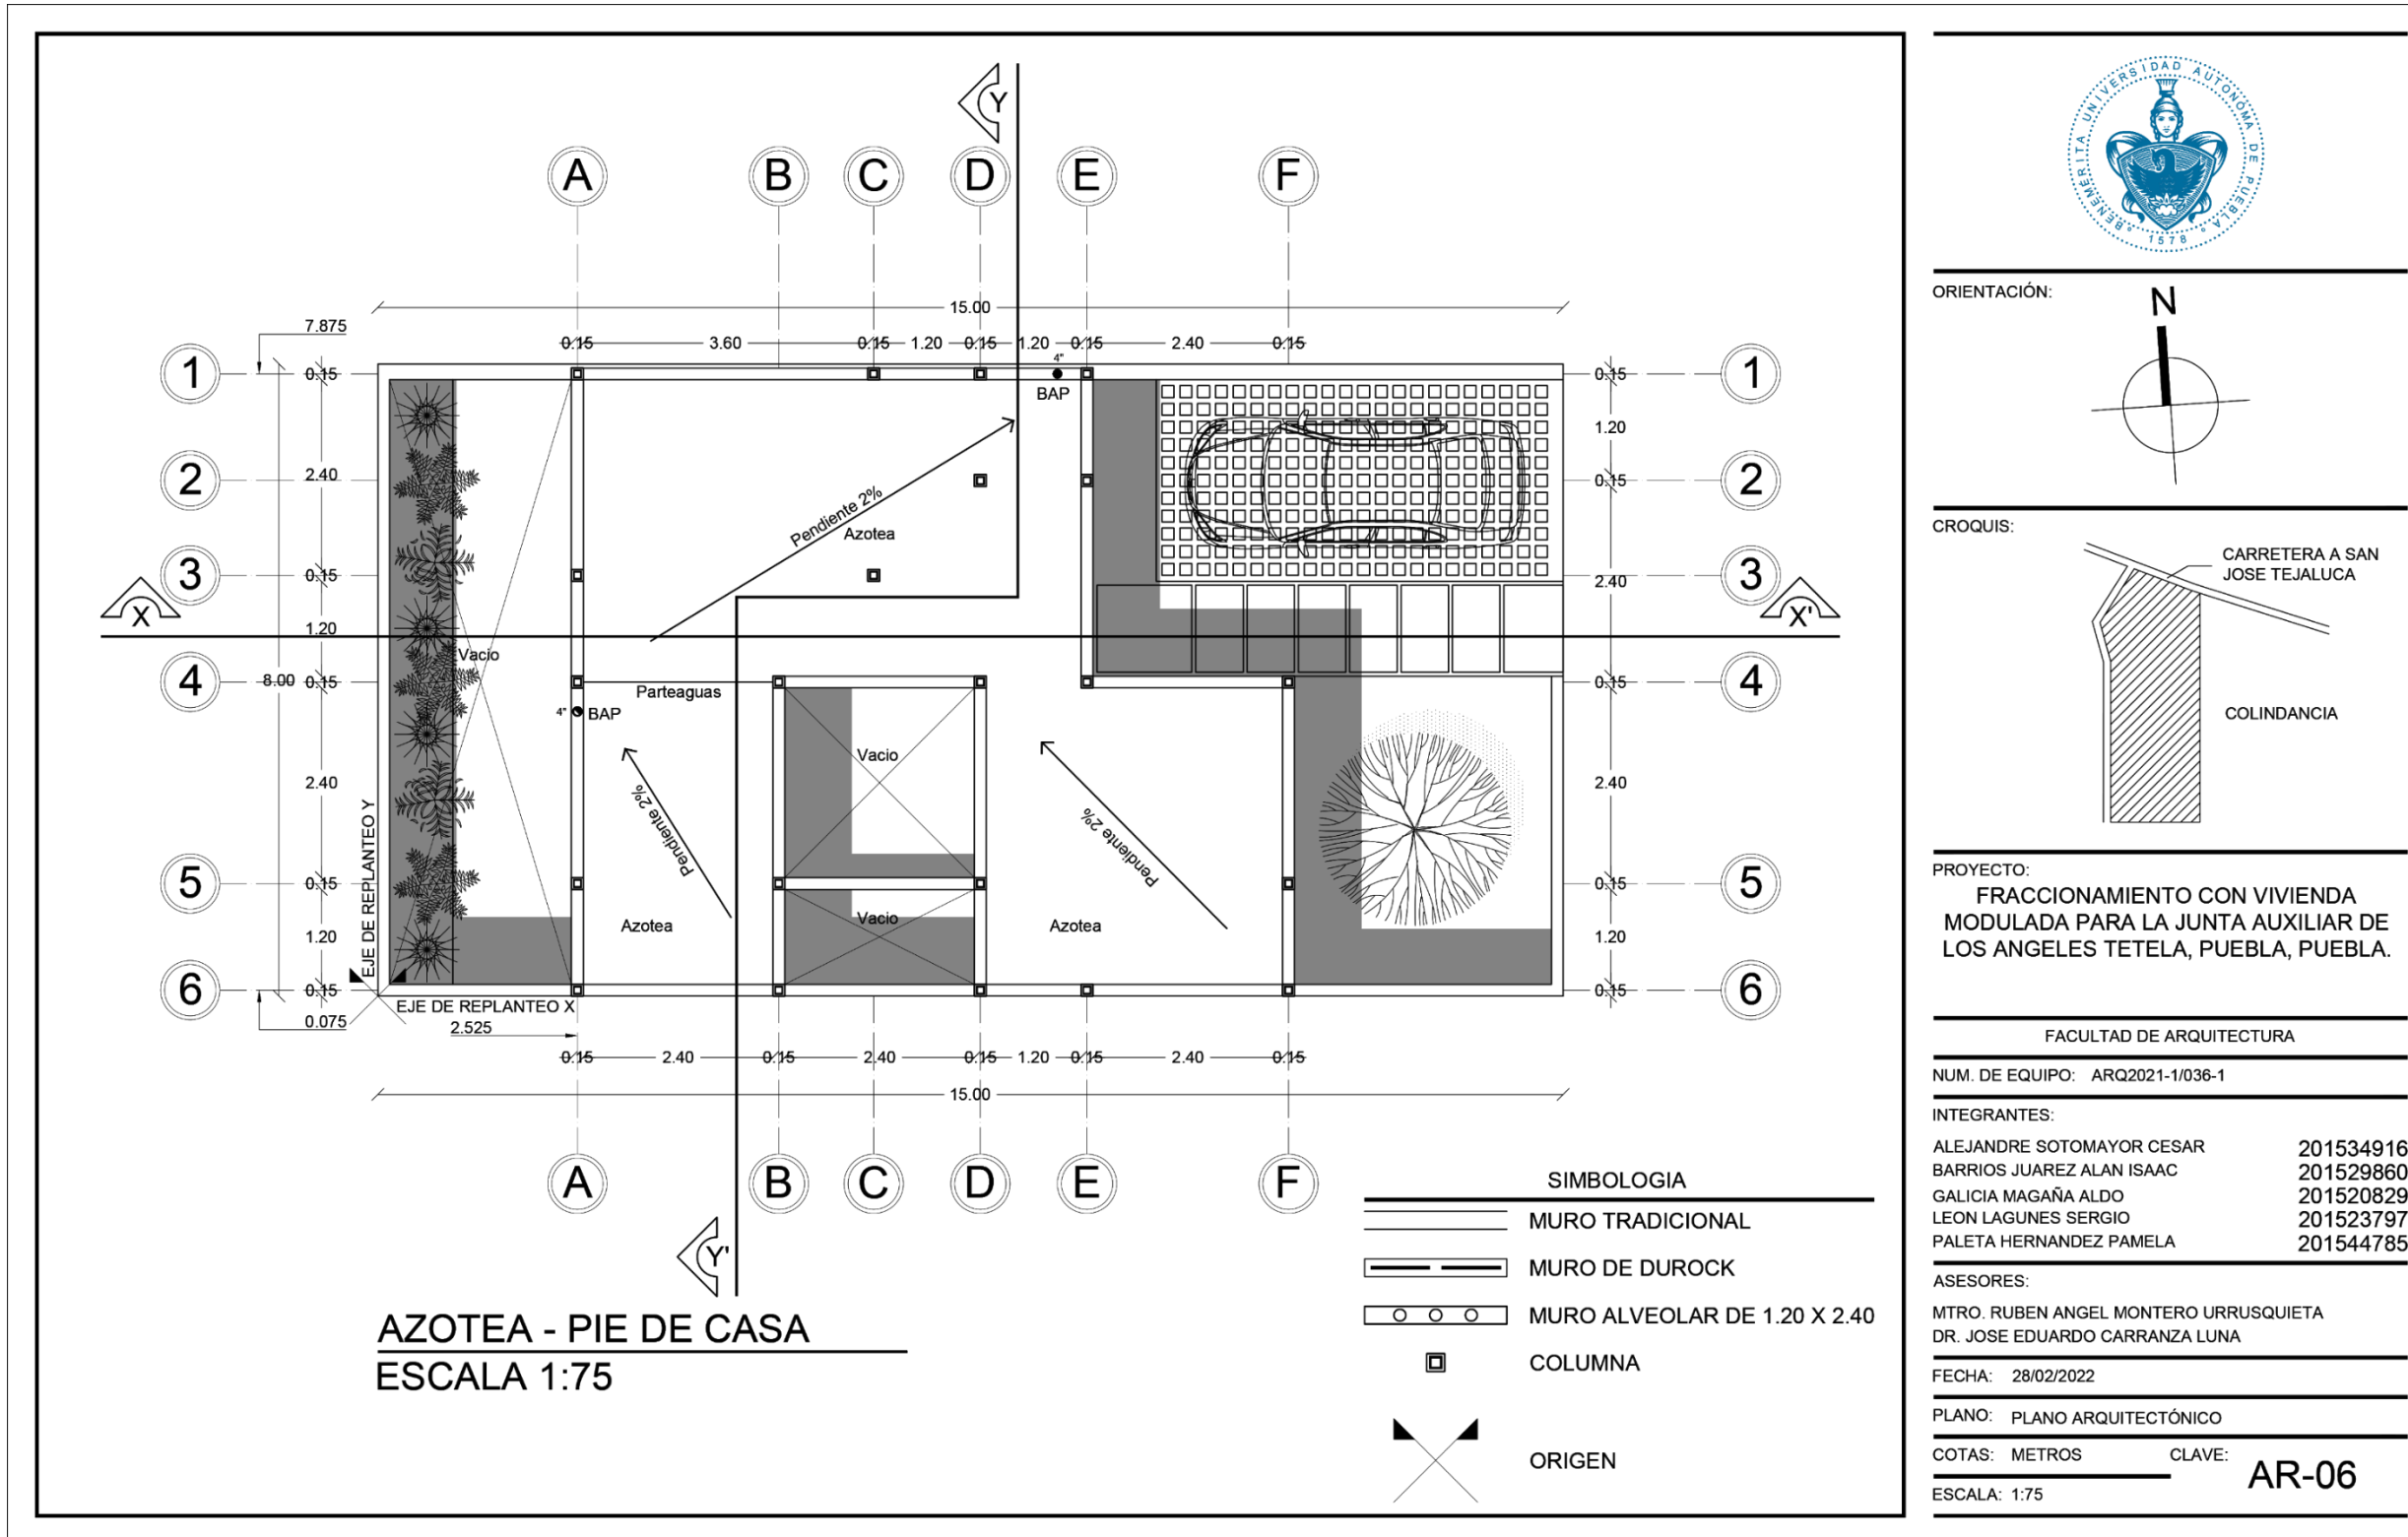 Y
A
B
C
D
E
F
15.00
7.875
0.15
3.60
0.15
1.20
0.15
1.20
0.15
2.40
0.15
1
0.15
4"
BAP
0.15
1
1.20
2
2.40
Pendiente 2%
0.15
2
Azotea
3
0.15
2.40
3
X
1.20
X'
Vacio
4
8.00
0.15
Parteaguas
0.15
4
4"
BAP
Vacio
2.40
Pendiente 2%
Pendiente 2%
2.40
EJE DE REPLANTEO Y
5
0.15
0.15
5
1.20
Azotea
Vacio
Azotea
1.20
6
0.15
0.15
6
0.075
EJE DE REPLANTEO X
2.525
0.15
2.40
0.15
2.40
0.15
1.20
0.15
2.40
0.15
15.00
A
B
C
D
E
F
Y'
AZOTEA - PIE DE CASA
ESCALA 1:75
SIMBOLOGIA
MURO TRADICIONAL
MURO DE DUROCK
MURO ALVEOLAR DE 1.20 X 2.40
COLUMNA
ORIGEN
BENEMÉRITA UNIVERSIDAD AUTONÓMA DE PUEBLA
1578
ORIENTACIÓN:
N
CROQUIS:
CARRETERA A SAN
JOSE TEJALUCA
COLINDANCIA
PROYECTO:
FRACCIONAMIENTO CON VIVIENDA
MODULADA PARA LA JUNTA AUXILIAR DE
LOS ANGELES TETELA, PUEBLA, PUEBLA.
FACULTAD DE ARQUITECTURA
NUM. DE EQUIPO: ARQ2021-1/036-1
INTEGRANTES:
ALEJANDRE SOTOMAYOR CESAR 201534916
BARRIOS JUAREZ ALAN ISAAC 201529860
GALICIA MAGAÑA ALDO 201520829
LEON LAGUNES SERGIO 201523797
PALETA HERNANDEZ PAMELA 201544785
ASESORES:
MTRO. RUBEN ANGEL MONTERO URRUSQUIETA
DR. JOSE EDUARDO CARRANZA LUNA
FECHA: 28/02/2022
PLANO: PLANO ARQUITECTÓNICO
COTAS: METROS CLAVE: AR-06
ESCALA: 1:75